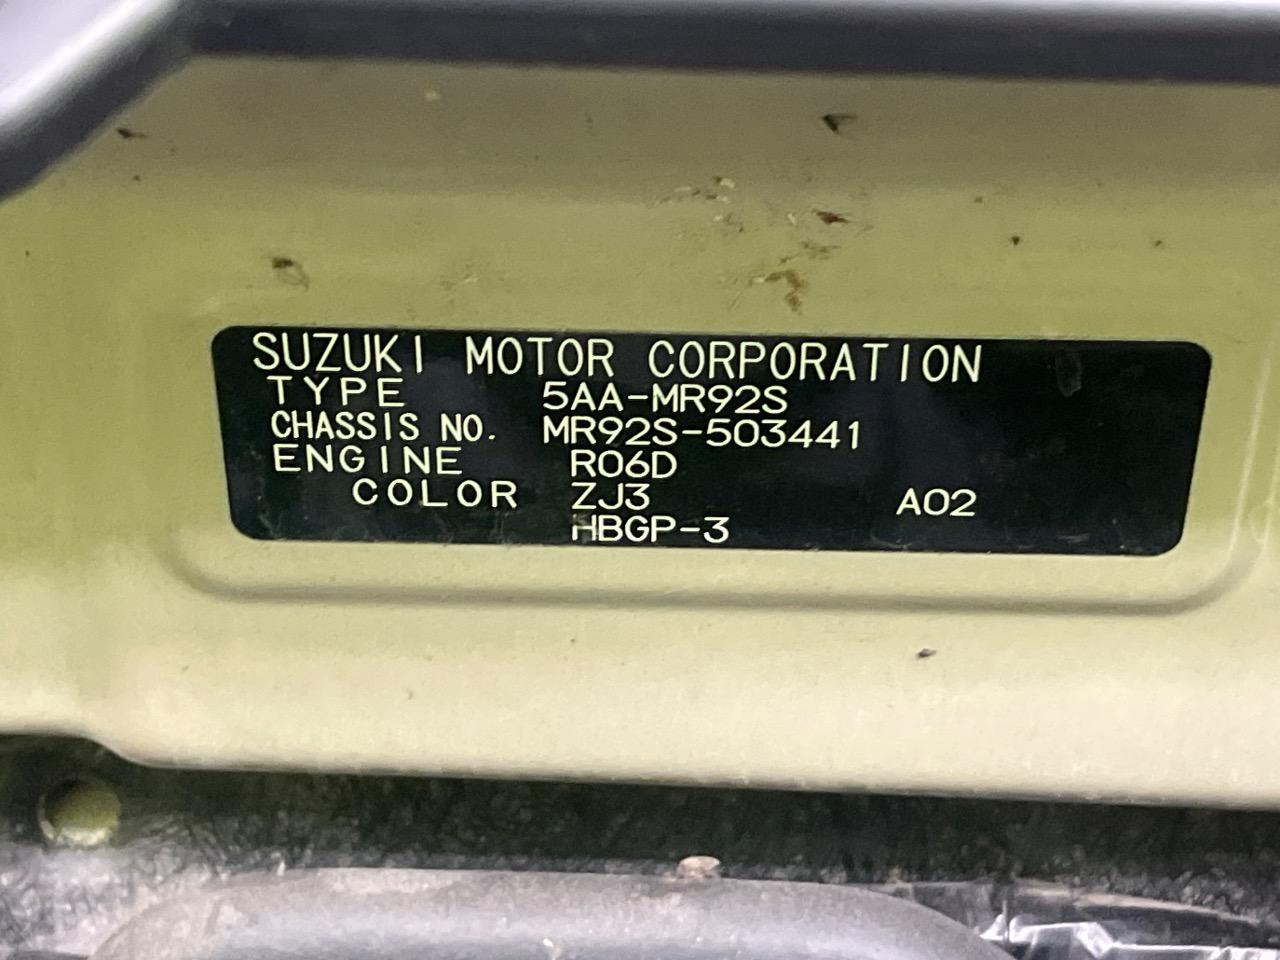 SUZUKI MOTOR CORPORATION
TYPE 5AA-MR92S
CHASSIS NO. MR92S-503441
ENGINE R06D
COLOR ZJ3 A02
HBGP-3